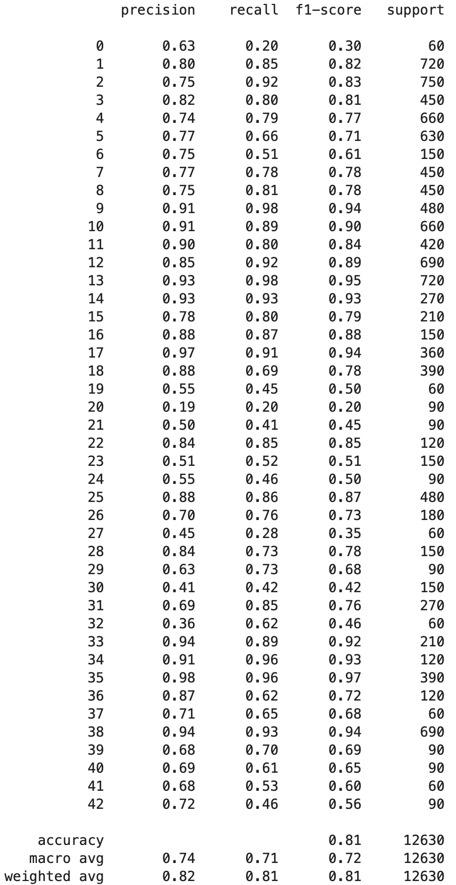 precision recall f1-score support
0 0.63 0.20 0.30 60
1 0.80 0.85 0.82 720
2 0.75 0.92 0.83 750
3 0.82 0.80 0.81 450
4 0.74 0.79 0.77 660
5 0.77 0.66 0.71 630
6 0.75 0.51 0.61 150
7 0.77 0.78 0.78 450
8 0.75 0.81 0.78 450
9 0.91 0.98 0.94 480
10 0.91 0.89 0.90 660
11 0.90 0.80 0.84 420
12 0.85 0.92 0.89 690
13 0.93 0.98 0.95 720
14 0.93 0.93 0.93 270
15 0.78 0.80 0.79 210
16 0.88 0.87 0.88 150
17 0.97 0.91 0.94 360
18 0.88 0.69 0.78 390
19 0.55 0.45 0.50 60
20 0.19 0.20 0.20 90
21 0.50 0.41 0.45 90
22 0.84 0.85 0.85 120
23 0.51 0.52 0.51 150
24 0.55 0.46 0.50 90
25 0.88 0.86 0.87 480
26 0.70 0.76 0.73 180
27 0.45 0.28 0.35 60
28 0.84 0.73 0.78 150
29 0.63 0.73 0.68 90
30 0.41 0.42 0.42 150
31 0.69 0.85 0.76 270
32 0.36 0.62 0.46 60
33 0.94 0.89 0.92 210
34 0.91 0.96 0.93 120
35 0.98 0.96 0.97 390
36 0.87 0.62 0.72 120
37 0.71 0.65 0.68 60
38 0.94 0.93 0.94 690
39 0.68 0.70 0.69 90
40 0.69 0.61 0.65 90
41 0.68 0.53 0.60 60
42 0.72 0.46 0.56 90
accuracy 0.81 12630
macro avg 0.74 0.71 0.72 12630
weighted avg 0.82 0.81 0.81 12630